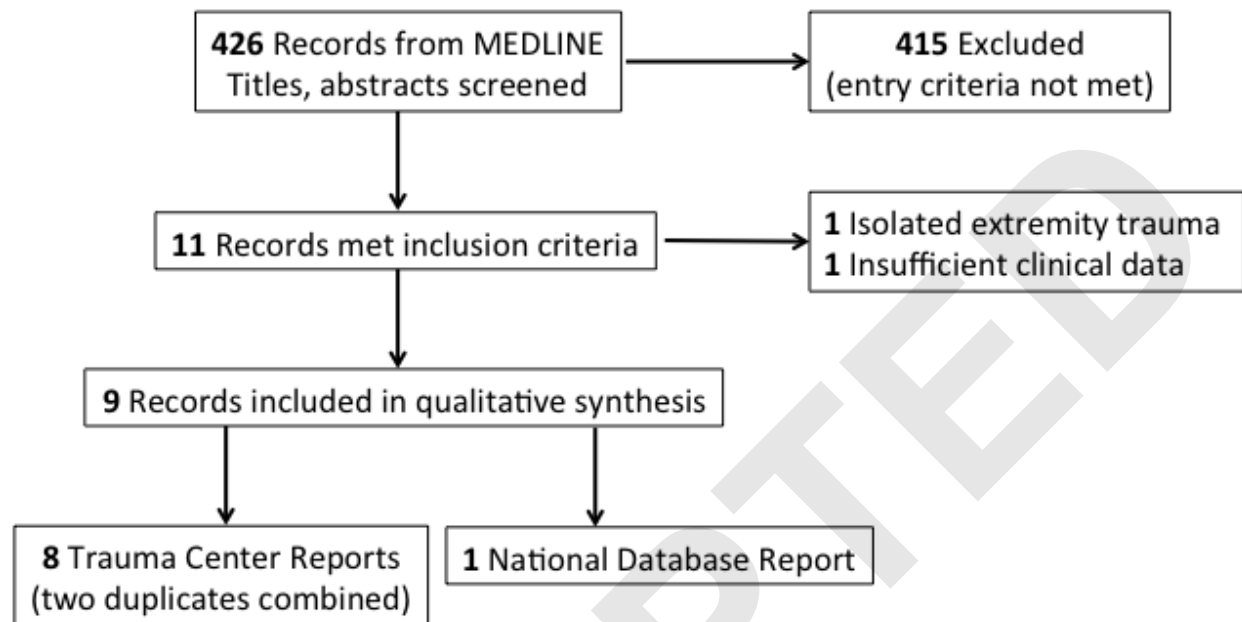 426 Records from MEDLINE
Titles, abstracts screened
415 Excluded
(entry criteria not met)
11 Records met inclusion criteria
1 Isolated extremity trauma
1 Insufficient clinical data
9 Records included in qualitative synthesis
8 Trauma Center Reports
(two duplicates combined)
1 National Database Report
PTED